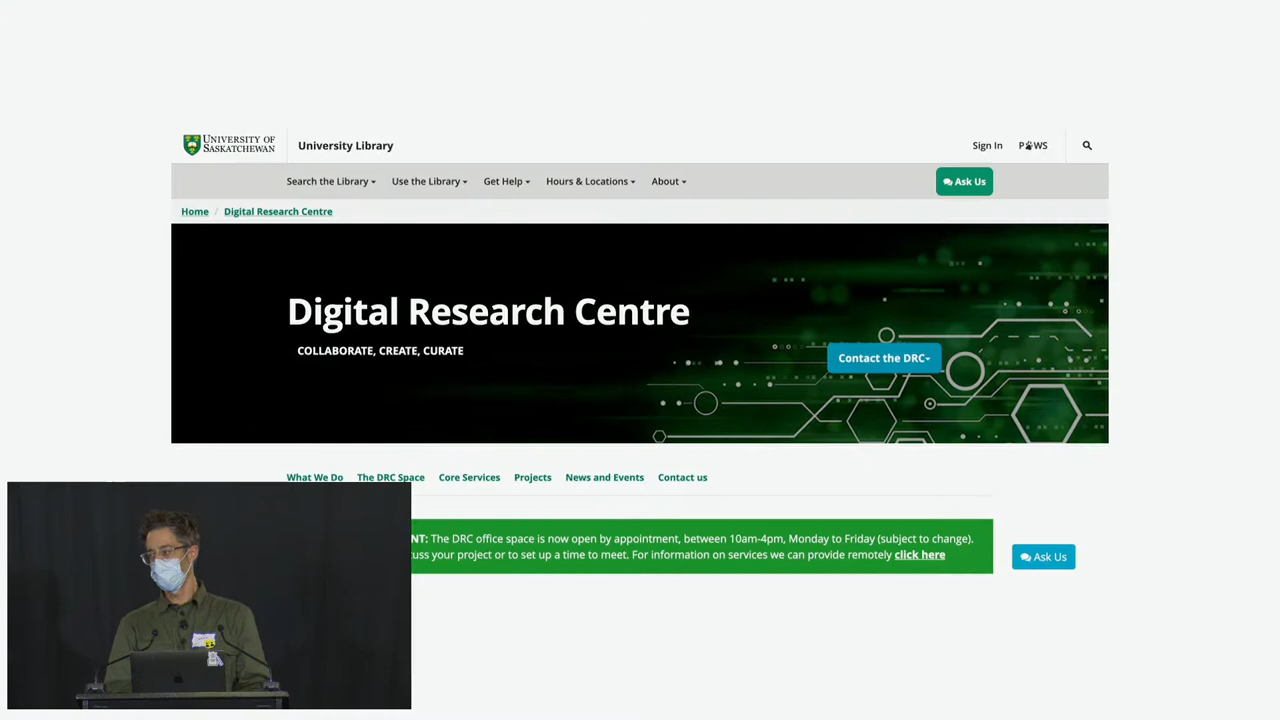 UNIVERSITY OF
SASKATCHEWAN
University Library
Sign In
PAWS
Search the Library
Use the Library
Get Help
Hours & Locations
About
Ask Us
Home / Digital Research Centre
Digital Research Centre
COLLABORATE, CREATE, CURATE
Contact the DRC
What We Do
The DRC Space
Core Services
Projects
News and Events
Contact us
NT: The DRC office space is now open by appointment, between 10am-4pm, Monday to Friday (subject to change).
uss your project or to set up a time to meet. For information on services we can provide remotely click here
Ask Us